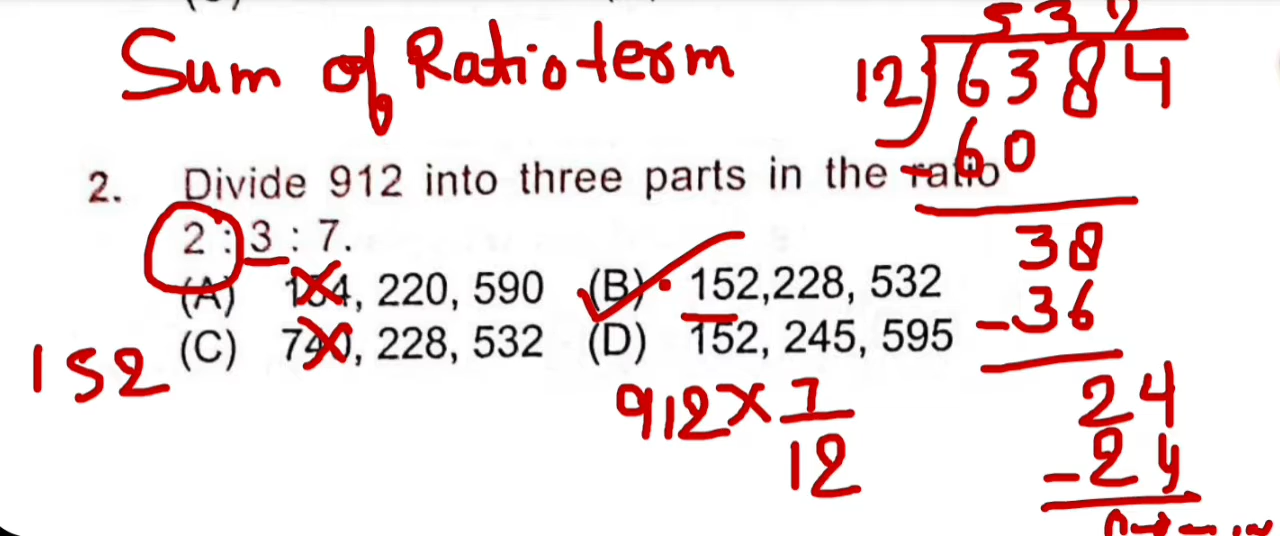 Sum of Ratio term
537
12)6384
-60
38
-36
24
-24
2. Divide 912 into three parts in the ratio
2 : 3 : 7.
(A) 154, 220, 590 (B) 152,228, 532
(C) 740, 228, 532 (D) 152, 245, 595
152
912×7
12